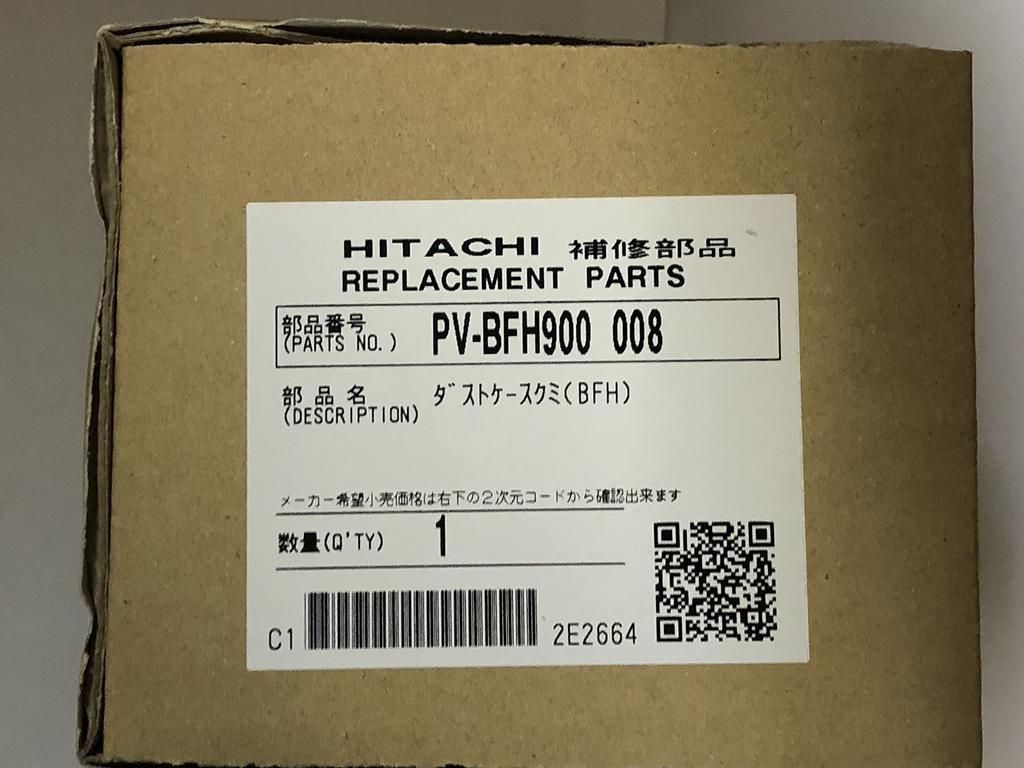 HITACHI 補修部品
REPLACEMENT PARTS
部品番号 PV-BFH900 008
(PARTS NO.)
部品名 ダストケースクミ(BFH)
(DESCRIPTION)
メーカー希望小売価格は右下の2次元コードから確認出来ます
数量(Q'TY) 1
C1 2E2664